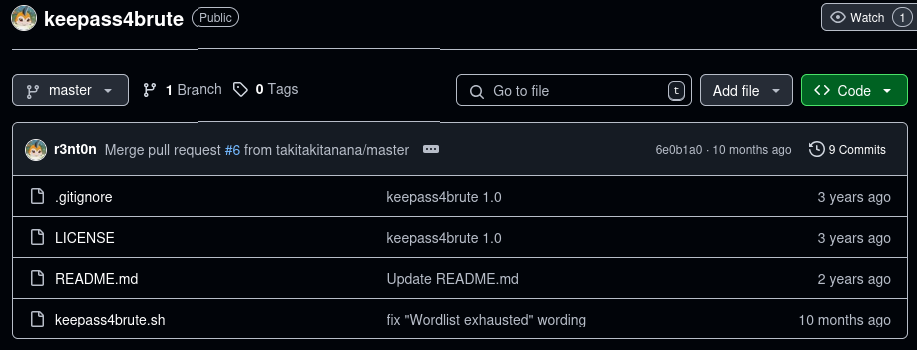 keepass4brute Public Watch 1
master 1 Branch 0 Tags Go to file t Add file Code
r3nt0n Merge pull request #6 from takitakitanana/master 6e0b1a0 · 10 months ago 9 Commits
.gitignore keepass4brute 1.0 3 years ago
LICENSE keepass4brute 1.0 3 years ago
README.md Update README.md 2 years ago
keepass4brute.sh fix "Wordlist exhausted" wording 10 months ago